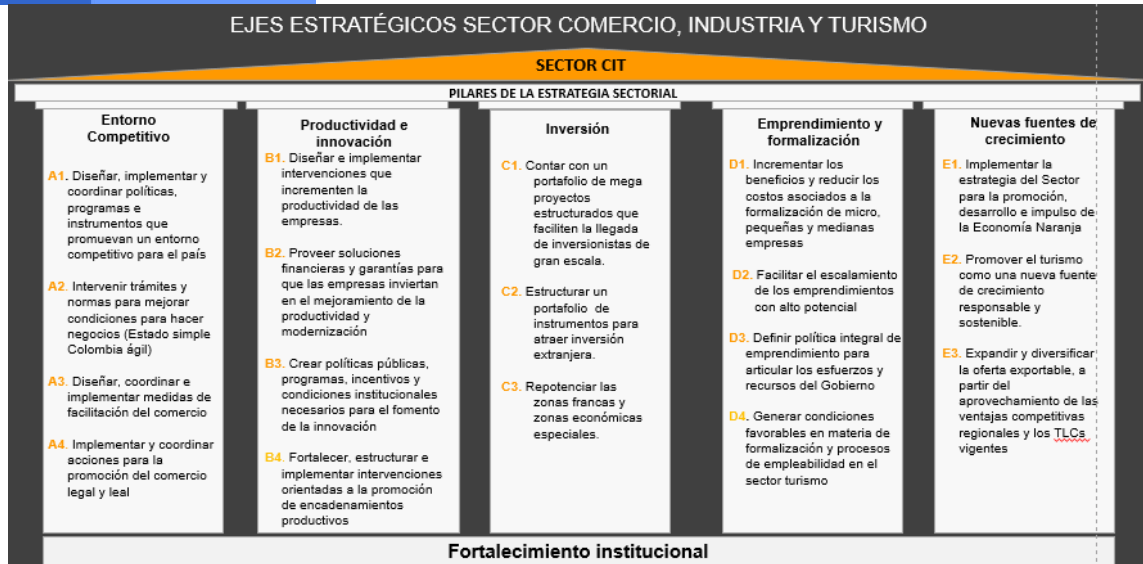 EJES ESTRATÉGICOS SECTOR COMERCIO, INDUSTRIA Y TURISMO
SECTOR CIT
PILARES DE LA ESTRATEGIA SECTORIAL
Entorno
Competitivo
A1. Diseñar, implementar y
coordinar políticas,
programas e
instrumentos que
promuevan un entorno
competitivo para el país
A2. Intervenir trámites y
normas para mejorar
condiciones para hacer
negocios (Estado simple
Colombia ágil)
A3. Diseñar, coordinar e
implementar medidas de
facilitación del comercio
A4. Implementar y coordinar
acciones para la
promoción del comercio
legal y leal
Productividad e
innovación
B1. Diseñar e implementar
intervenciones que
incrementen la
productividad de las
empresas.
B2. Proveer soluciones
financieras y garantías para
que las empresas inviertan
en el mejoramiento de la
productividad y
modernización
B3. Crear políticas públicas,
programas, incentivos y
condiciones institucionales
necesarios para el fomento
de la innovación
B4. Fortalecer, estructurar e
implementar intervenciones
orientadas a la promoción
de encadenamientos
productivos
Inversión
C1. Contar con un
portafolio de mega
proyectos
estructurados que
faciliten la llegada
de inversionistas de
gran escala.
C2. Estructurar un
portafolio de
instrumentos para
atraer inversión
extranjera.
C3. Repotenciar las
zonas francas y
zonas económicas
especiales.
Emprendimiento y
formalización
D1. Incrementar los
beneficios y reducir los
costos asociados a la
formalización de micro,
pequeñas y medianas
empresas
D2. Facilitar el escalamiento
de los emprendimientos
con alto potencial
D3. Definir política integral de
emprendimiento para
articular los esfuerzos y
recursos del Gobierno
D4. Generar condiciones
favorables en materia de
formalización y procesos
de empleabilidad en el
sector turismo
Nuevas fuentes de
crecimiento
E1. Implementar la
estrategia del Sector
para la promoción,
desarrollo e impulso de
la Economía Naranja
E2. Promover el turismo
como una nueva fuente
de crecimiento
responsable y
sostenible.
E3. Expandir y diversificar
la oferta exportable, a
partir del
aprovechamiento de las
ventajas competitivas
regionales y los TLCs
vigentes
Fortalecimiento institucional